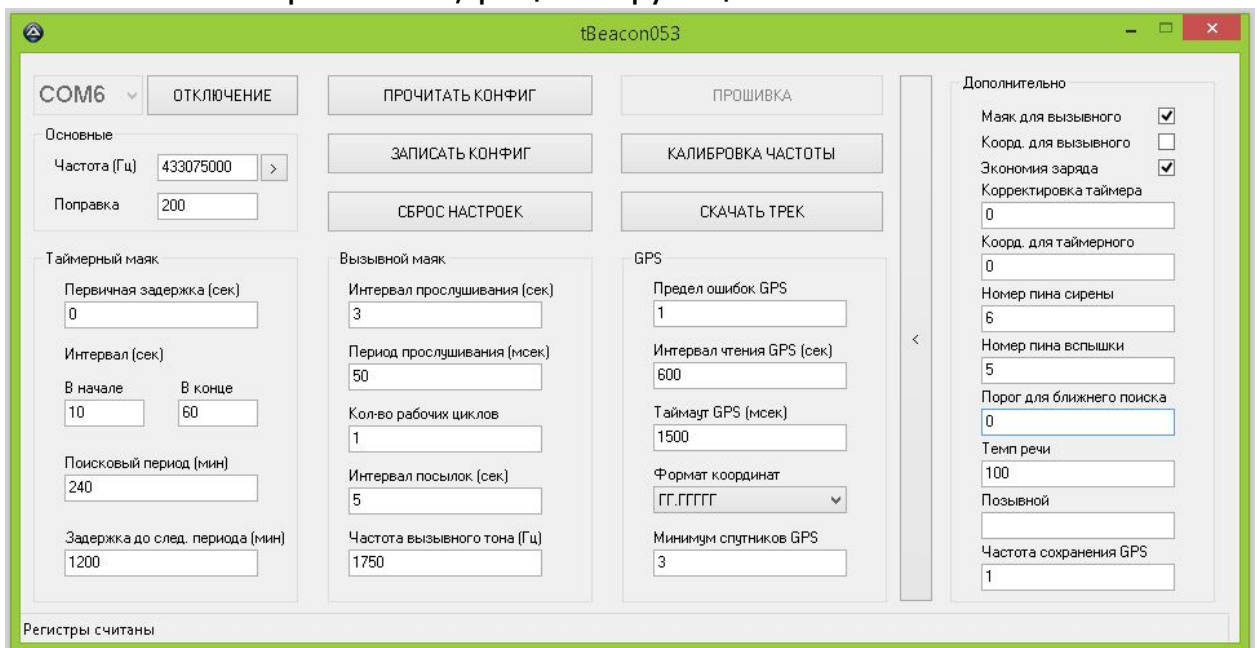 tBeacon053
COM6
ОТКЛЮЧЕНИЕ
ПРОЧИТАТЬ КОНФИГ
ПРОШИВКА
Основные
Частота (Гц)
433075000
>
Поправка
200
ЗАПИСАТЬ КОНФИГ
КАЛИБРОВКА ЧАСТОТЫ
СБРОС НАСТРОЕК
СКАЧАТЬ ТРЕК
Таймерный маяк
Первичная задержка (сек)
0
Интервал (сек)
В начале
В конце
10
60
Поисковый период (мин)
240
Задержка до след. периода (мин)
1200
Вызывной маяк
Интервал прослушивания (сек)
3
Период прослушивания (мсек)
50
Кол-во рабочих циклов
1
Интервал посылок (сек)
5
Частота вызывного тона (Гц)
1750
GPS
Предел ошибок GPS
1
Интервал чтения GPS (сек)
600
Таймаут GPS (мсек)
1500
Формат координат
ГГ.ГГГГГ
Минимум спутников GPS
3
<
Дополнительно
Маяк для вызывного
Коорд. для вызывного
Экономия заряда
Корректировка таймера
0
Коорд. для таймерного
0
Номер пина сирены
6
Номер пина вспышки
5
Порог для ближнего поиска
0
Темп речи
100
Позывной
Частота сохранения GPS
1
Регистры считаны